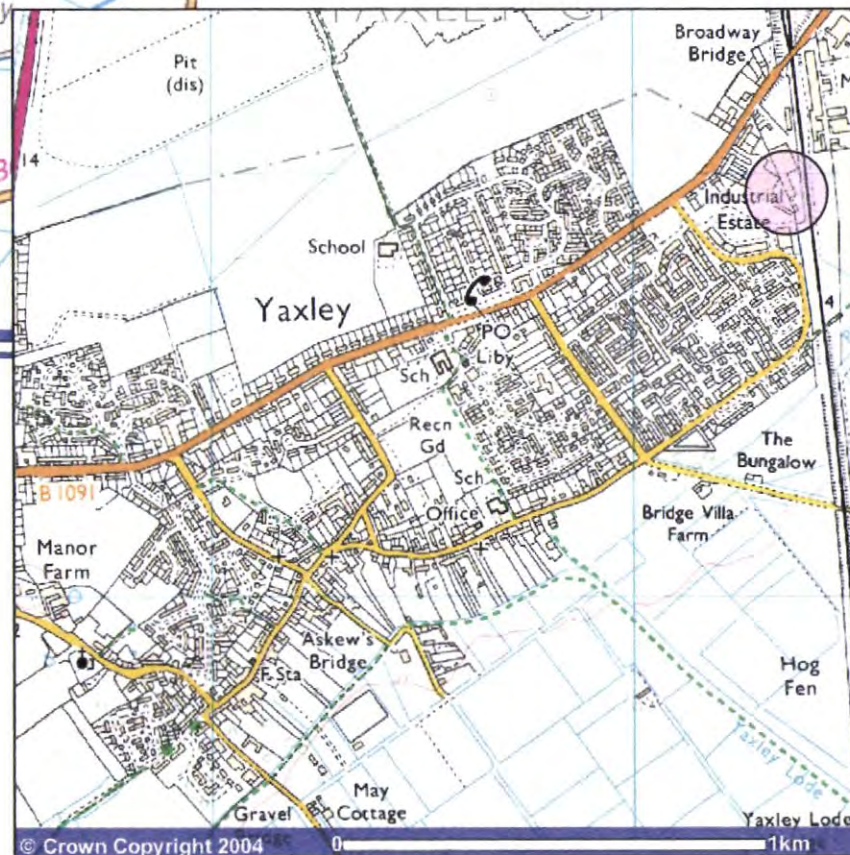 Pit
(dis)
Broadway
Bridge
14
School
Industrial
Estate
Yaxley
PO
Liby
4
Sch
Recn
Gd
The
Bungalow
B 1091
Sch
Office
Bridge Villa
Farm
Manor
Farm
Askew's
Bridge
F Sta
Hog
Fen
Yaxley Lode
May
Cottage
Gravel
Yaxley Lode
© Crown Copyright 2004 0 1km